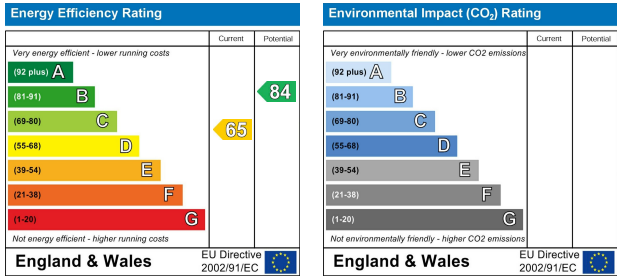 Energy Efficiency Rating
Current Potential
Very energy efficient - lower running costs
(92 plus) A
(81-91) B
84
(69-80) C
65
(55-68) D
(39-54) E
(21-38) F
(1-20) G
Not energy efficient - higher running costs
England & Wales
EU Directive
2002/91/EC
Environmental Impact (CO2) Rating
Current Potential
Very environmentally friendly - lower CO2 emissions
(92 plus) A
(81-91) B
(69-80) C
(55-68) D
(39-54) E
(21-38) F
(1-20) G
Not environmentally friendly - higher CO2 emissions
England & Wales
EU Directive
2002/91/EC